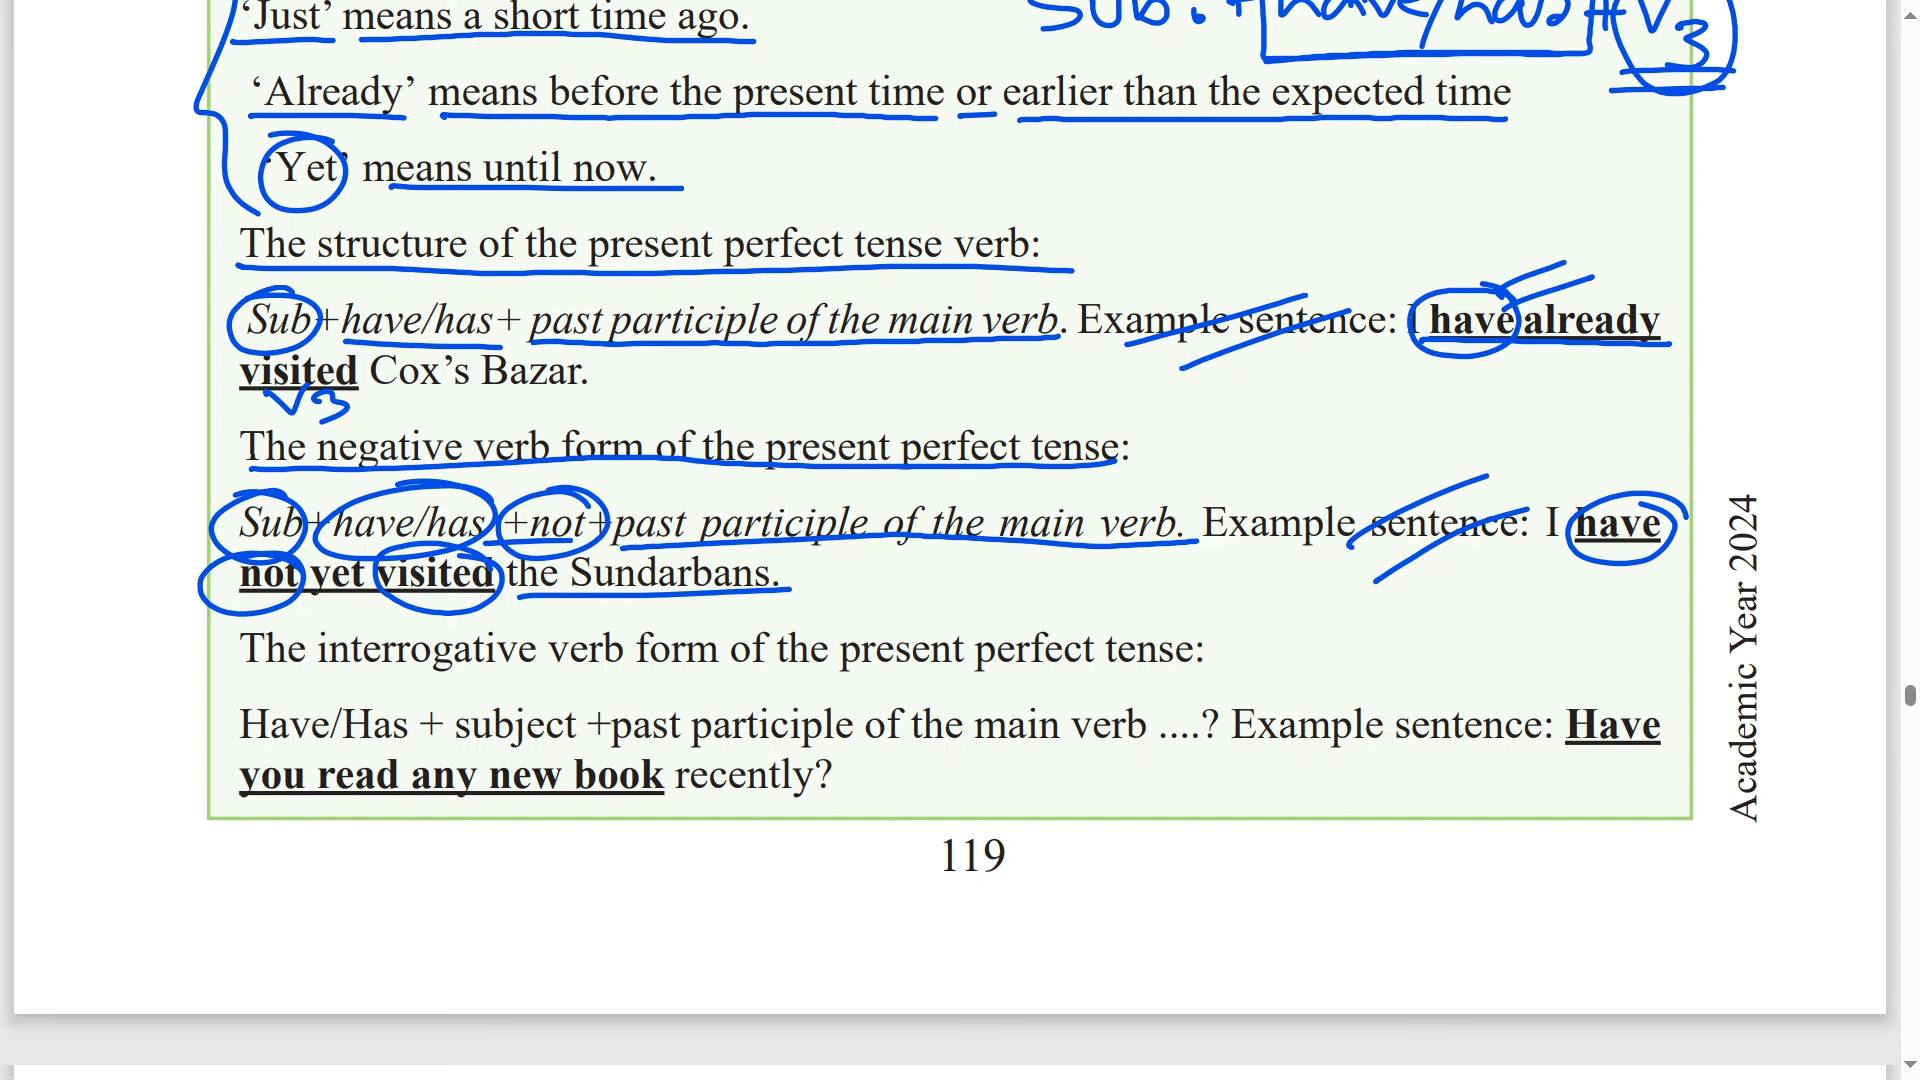 ‘Just’ means a short time ago.
Sub. + have/has + V3
‘Already’ means before the present time or earlier than the expected time
‘Yet’ means until now.
The structure of the present perfect tense verb:
Sub+have/has+ past participle of the main verb. Example sentence: I have already
visited Cox’s Bazar.
V3
The negative verb form of the present perfect tense:
Sub+have/has +not+past participle of the main verb. Example sentence: I have
not yet visited the Sundarbans.
The interrogative verb form of the present perfect tense:
Have/Has + subject +past participle of the main verb ....? Example sentence: Have
you read any new book recently?
119
Academic Year 2024